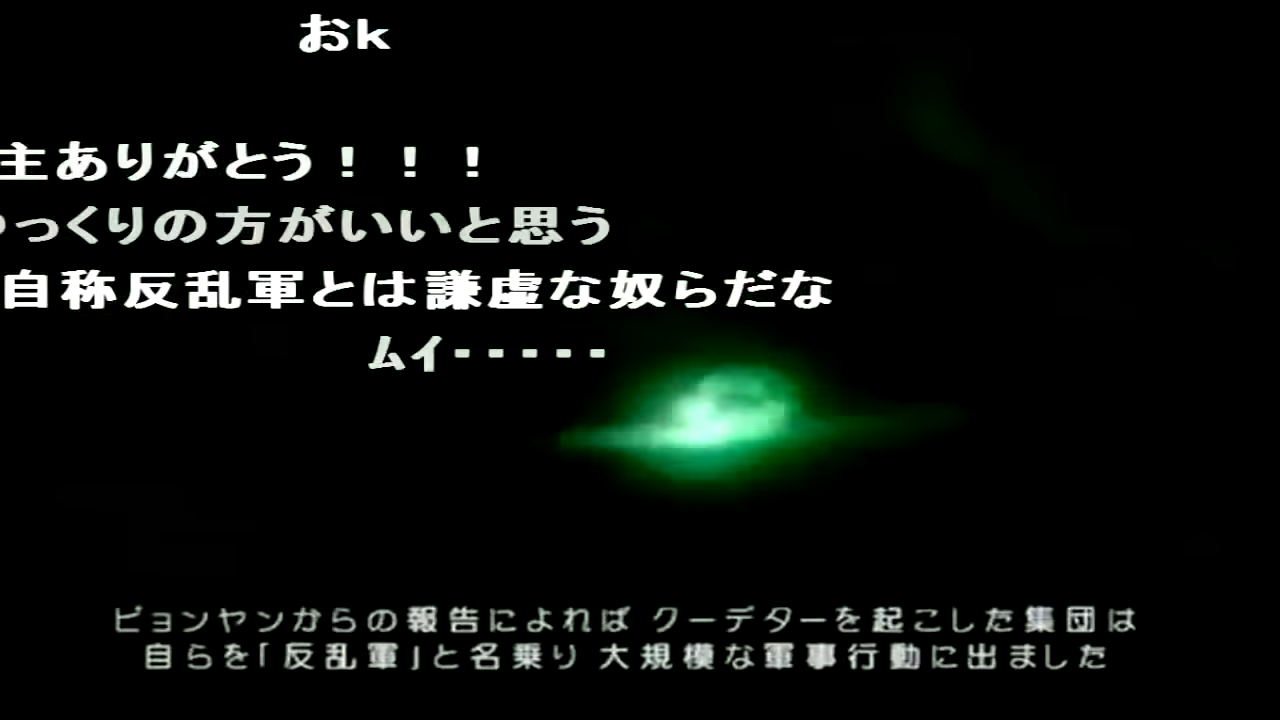 おk
主ありがとう！！！
っくりの方がいいと思う
自称反乱軍とは謙虚な奴らだな
ムイ・・・・・
ピョンヤンからの報告によれば クーデターを起こした集団は
自らを「反乱軍」と名乗り 大規模な軍事行動に出ました